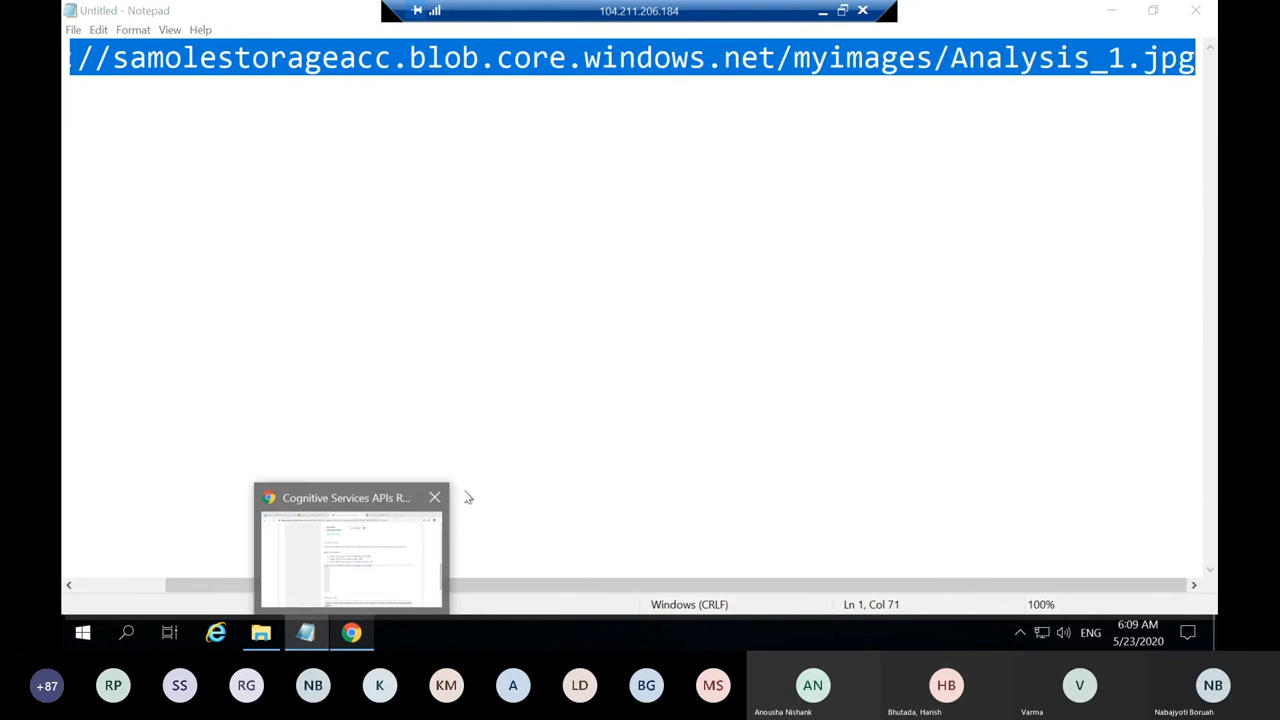 Untitled - Notepad
104.211.206.184
File Edit Format View Help
://samolestorageacc.blob.core.windows.net/myimages/Analysis_1.jpg
Cognitive Services APIs R...
Windows (CRLF)
Ln 1, Col 71
100%
ENG
6:09 AM
5/23/2020
+87
RP
SS
RG
NB
K
KM
A
LD
BG
MS
AN
HB
V
NB
Anousha Nishank
Bhutada, Harish
Varma
Nabajyoti Boruah